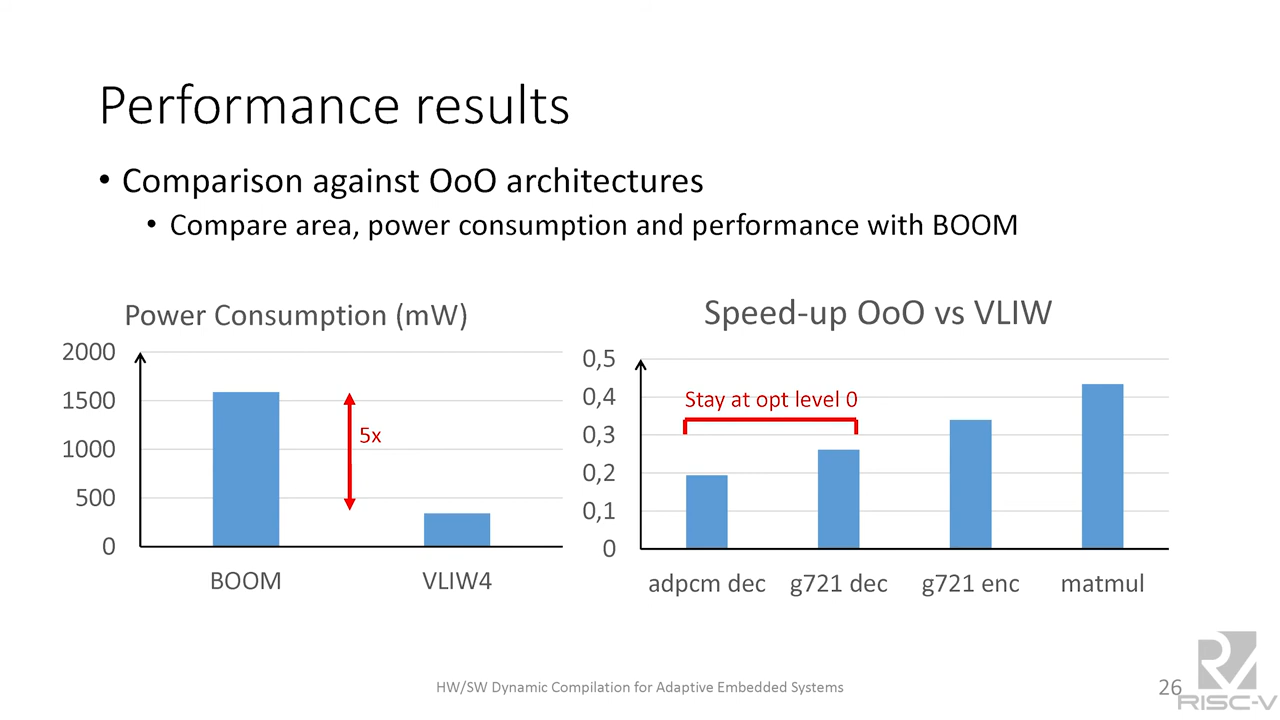 Performance results
• Comparison against OoO architectures
• Compare area, power consumption and performance with BOOM
Power Consumption (mW)
2000
1500
1000
500
0
5x
BOOM
VLIW4
Speed-up OoO vs VLIW
0,5
0,4
0,3
0,2
0,1
0
Stay at opt level 0
adpcm dec
g721 dec
g721 enc
matmul
HW/SW Dynamic Compilation for Adaptive Embedded Systems
26
RISC-V